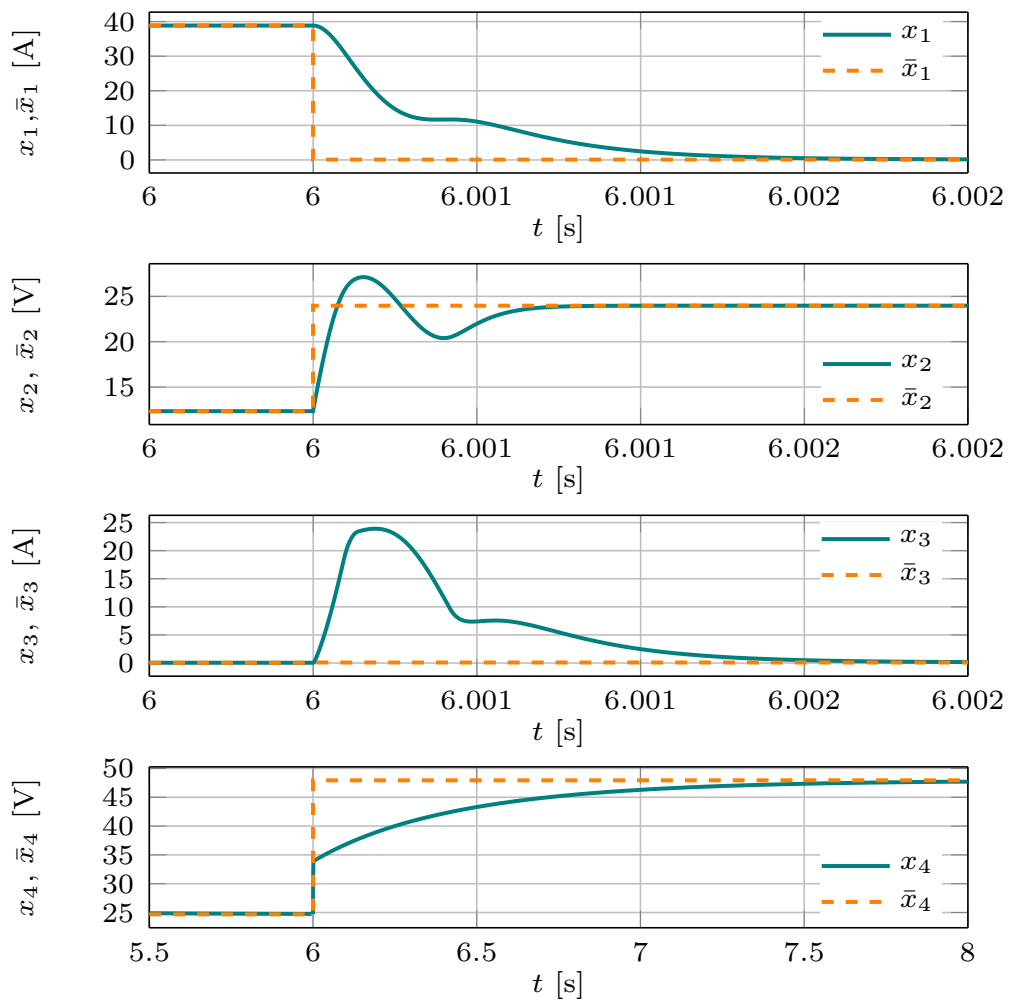 x₁,x̄₁ [A]
40
30
20
10
0
x₁
x̄₁
6 6 6.001 6.001 6.002 6.002
t [s]
x₂, x̄₂ [V]
25
20
15
x₂
x̄₂
6 6 6.001 6.001 6.002 6.002
t [s]
x₃, x̄₃ [A]
25
20
15
10
5
0
x₃
x̄₃
6 6 6.001 6.001 6.002 6.002
t [s]
x₄, x̄₄ [V]
50
45
40
35
30
25
x₄
x̄₄
5.5 6 6.5 7 7.5 8
t [s]